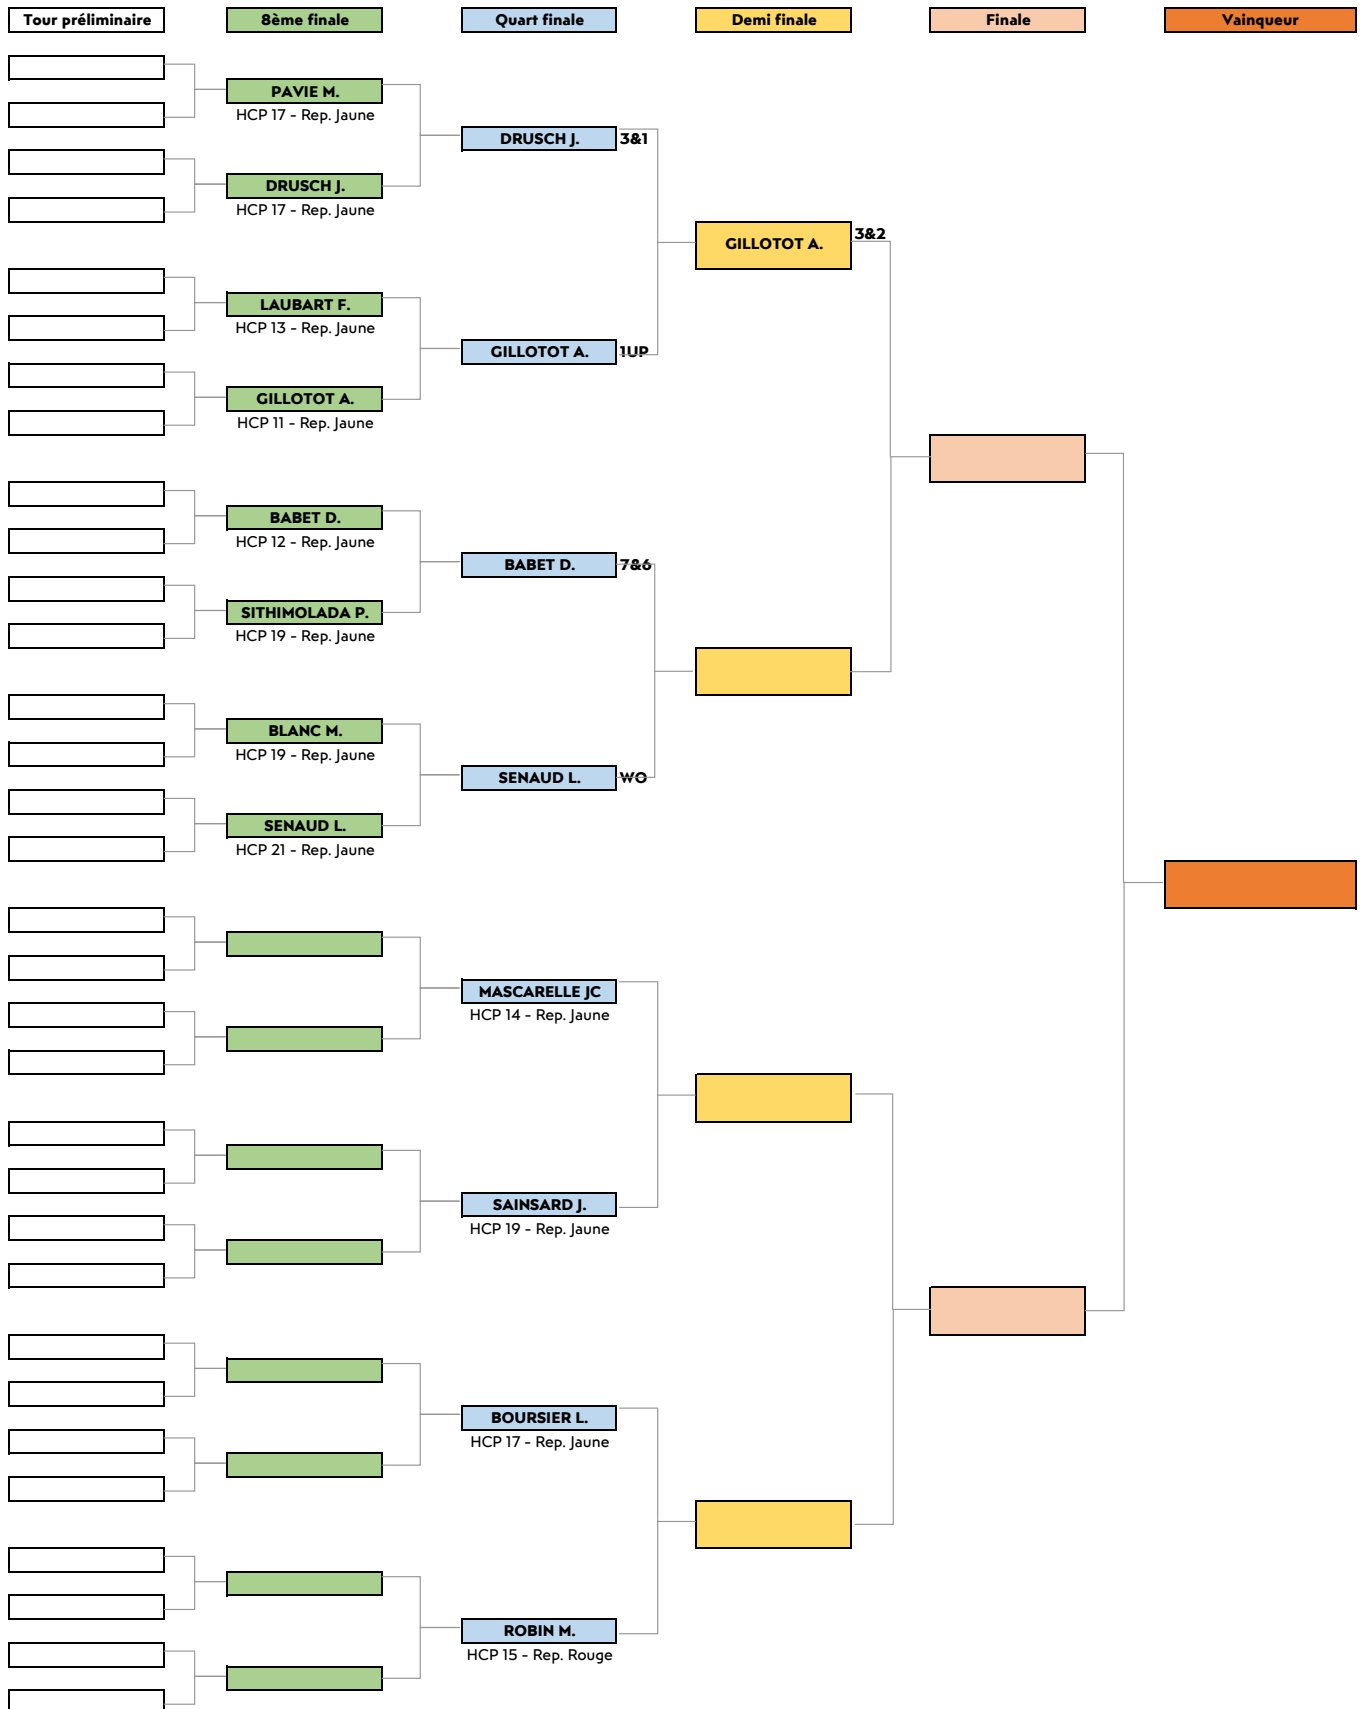 Tour préliminaire
8ème finale
Quart finale
Demi finale
Finale
Vainqueur
PAVIE M.
HCP 17 - Rep. Jaune
DRUSCH J.
3&1
DRUSCH J.
HCP 17 - Rep. Jaune
GILLOTOT A.
3&2
LAUBART F.
HCP 13 - Rep. Jaune
GILLOTOT A.
1UP
GILLOTOT A.
HCP 11 - Rep. Jaune
BABET D.
HCP 12 - Rep. Jaune
BABET D.
7&6
SITHIMOLADA P.
HCP 19 - Rep. Jaune
BLANC M.
HCP 19 - Rep. Jaune
SENAUD L.
WO
SENAUD L.
HCP 21 - Rep. Jaune
MASCARELLE JC
HCP 14 - Rep. Jaune
SAINSARD J.
HCP 19 - Rep. Jaune
BOURSIER L.
HCP 17 - Rep. Jaune
ROBIN M.
HCP 15 - Rep. Rouge